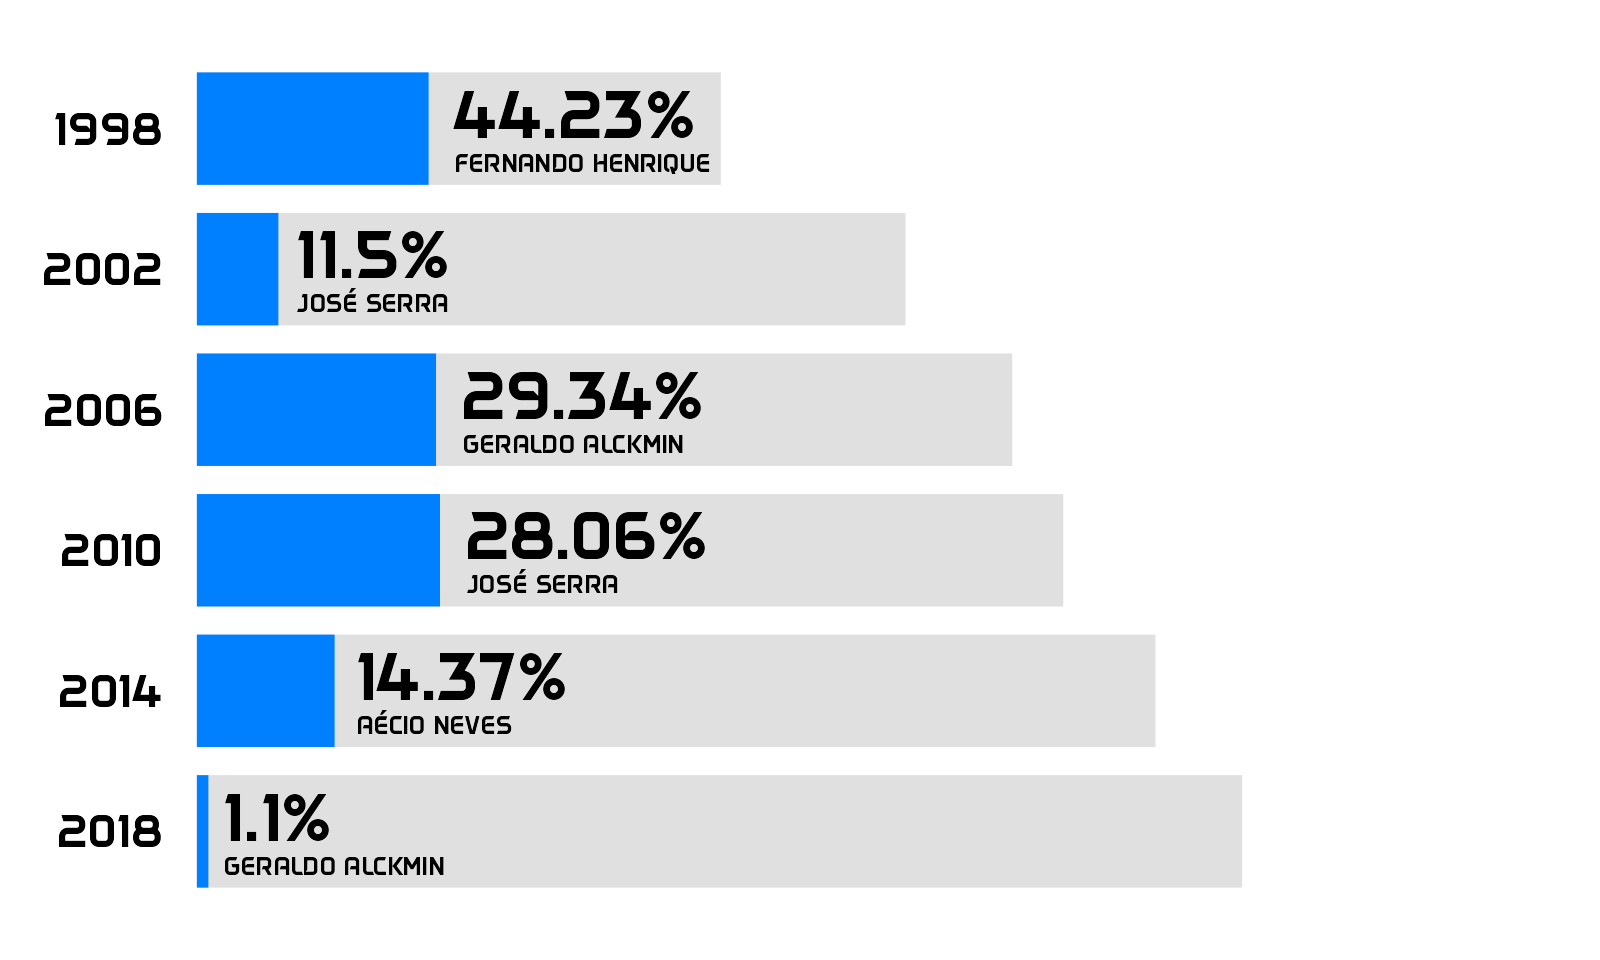 1998
44.23%
FERNANDO HENRIQUE
2002
11.5%
JOSÉ SERRA
2006
29.34%
GERALDO ALCKMIN
2010
28.06%
JOSÉ SERRA
2014
14.37%
AÉCIO NEVES
2018
1.1%
GERALDO ALCKMIN